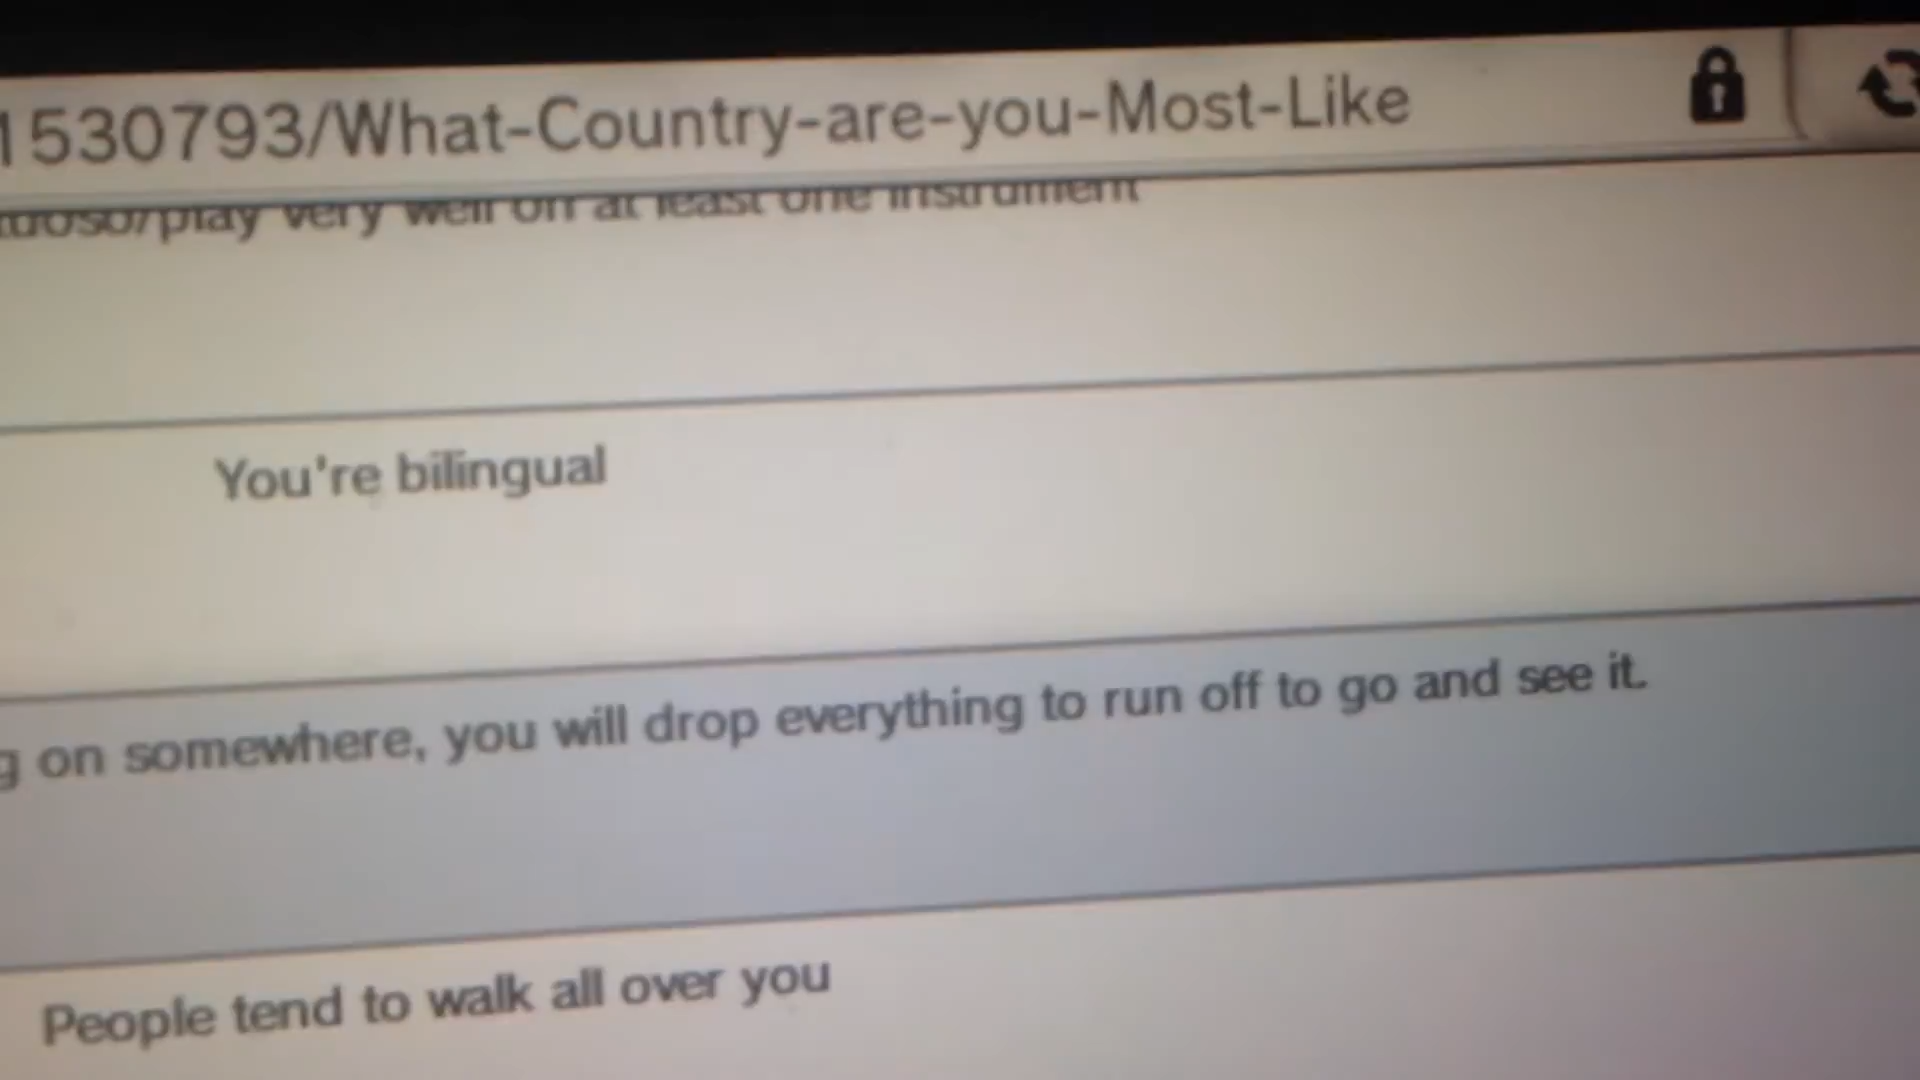 1530793/What-Country-are-you-Most-Like
play very well on at least one instrument
You're bilingual
on somewhere, you will drop everything to run off to go and see it.
People tend to walk all over you